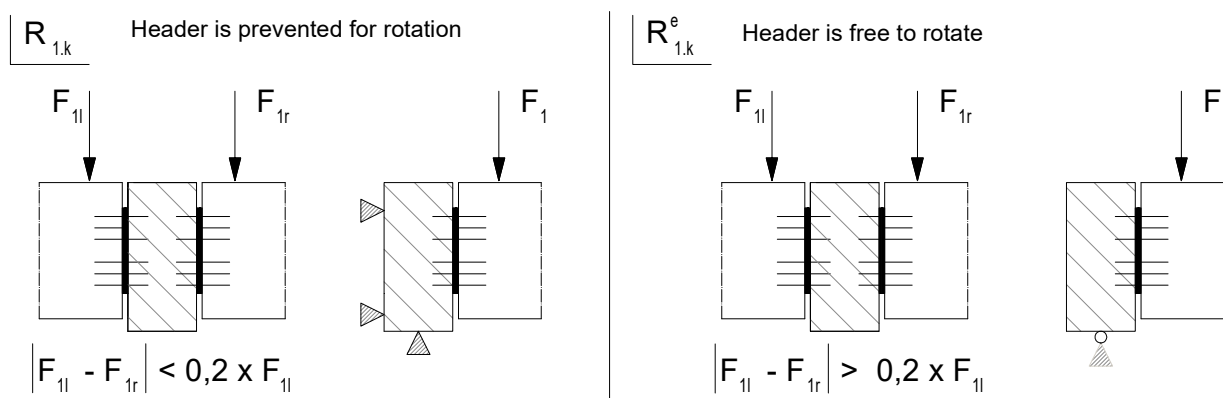 R1.k Header is prevented for rotation
F1l F1r F1
|F1l - F1r| < 0,2 x F1l
Re1.k Header is free to rotate
F1l F1r F
|F1l - F1r| > 0,2 x F1l